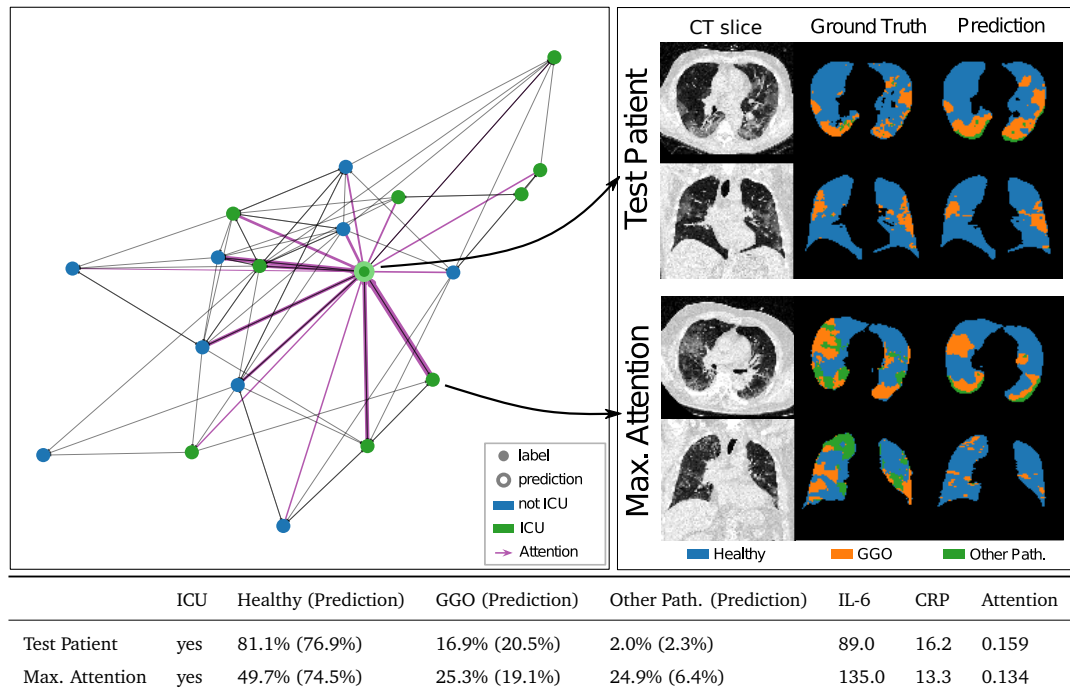 CT slice Ground Truth Prediction
Test Patient
Max. Attention
label
prediction
not ICU
ICU
Attention
Healthy GGO Other Path.
ICU Healthy (Prediction) GGO (Prediction) Other Path. (Prediction) IL-6 CRP Attention
Test Patient yes 81.1% (76.9%) 16.9% (20.5%) 2.0% (2.3%) 89.0 16.2 0.159
Max. Attention yes 49.7% (74.5%) 25.3% (19.1%) 24.9% (6.4%) 135.0 13.3 0.134